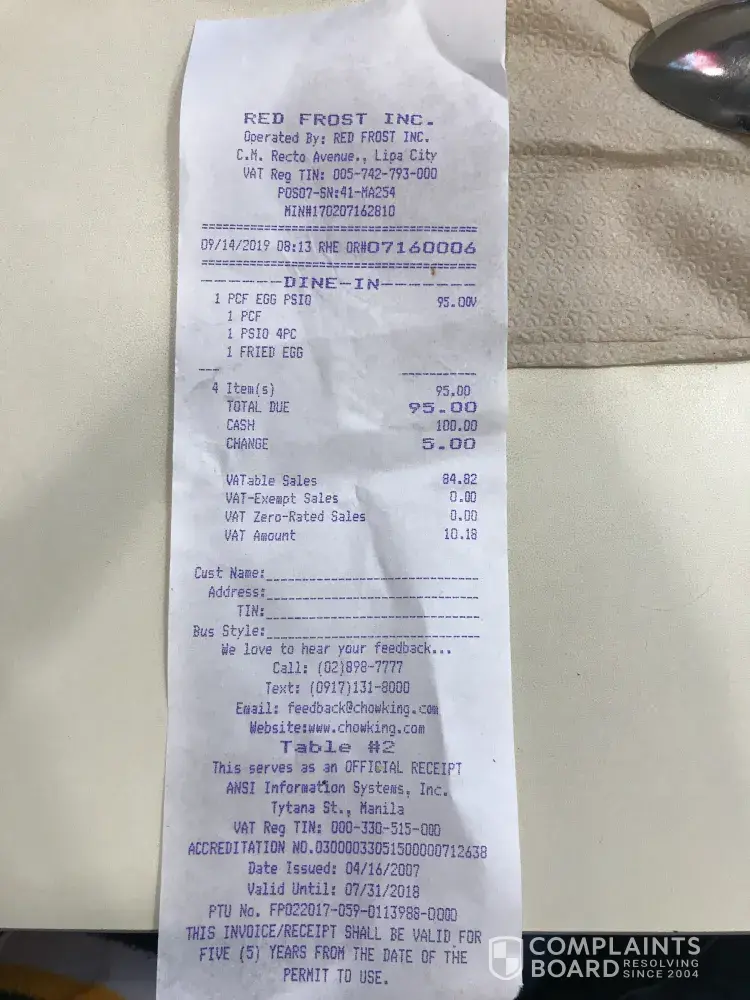 RED FROST INC.
Operated By: RED FROST INC.
C.M. Recto Avenue., Lipa City
VAT Reg TIN: 005-742-793-000
POS07-SN:41-MA254
MIN#170207162810
09/14/2019 08:13 RHE OR#07160006
-------DINE-IN-------
1 PCF EGG PSIO 95.00V
1 PCF
1 PSIO 4PC
1 FRIED EGG
4 Item(s) 95.00
TOTAL DUE 95.00
CASH 100.00
CHANGE 5.00
VATable Sales 84.82
VAT-Exempt Sales 0.00
VAT Zero-Rated Sales 0.00
VAT Amount 10.18
Cust Name:
Address:
TIN:
Bus Style:
We love to hear your feedback...
Call: (02)898-7777
Text: (0917)131-8000
Email: feedback@chowking.com
Website:www.chowking.com
Table #2
This serves as an OFFICIAL RECEIPT
ANSI Information Systems, Inc.
Tytana St., Manila
VAT Reg TIN: 000-330-515-000
ACCREDITATION NO.03000033051500000712638
Date Issued: 04/16/2007
Valid Until: 07/31/2018
PTU No. FP022017-059-0113988-0000
THIS INVOICE/RECEIPT SHALL BE VALID FOR
FIVE (5) YEARS FROM THE DATE OF THE
PERMIT TO USE.
COMPLAINTS
BOARD RESOLVING SINCE 2004